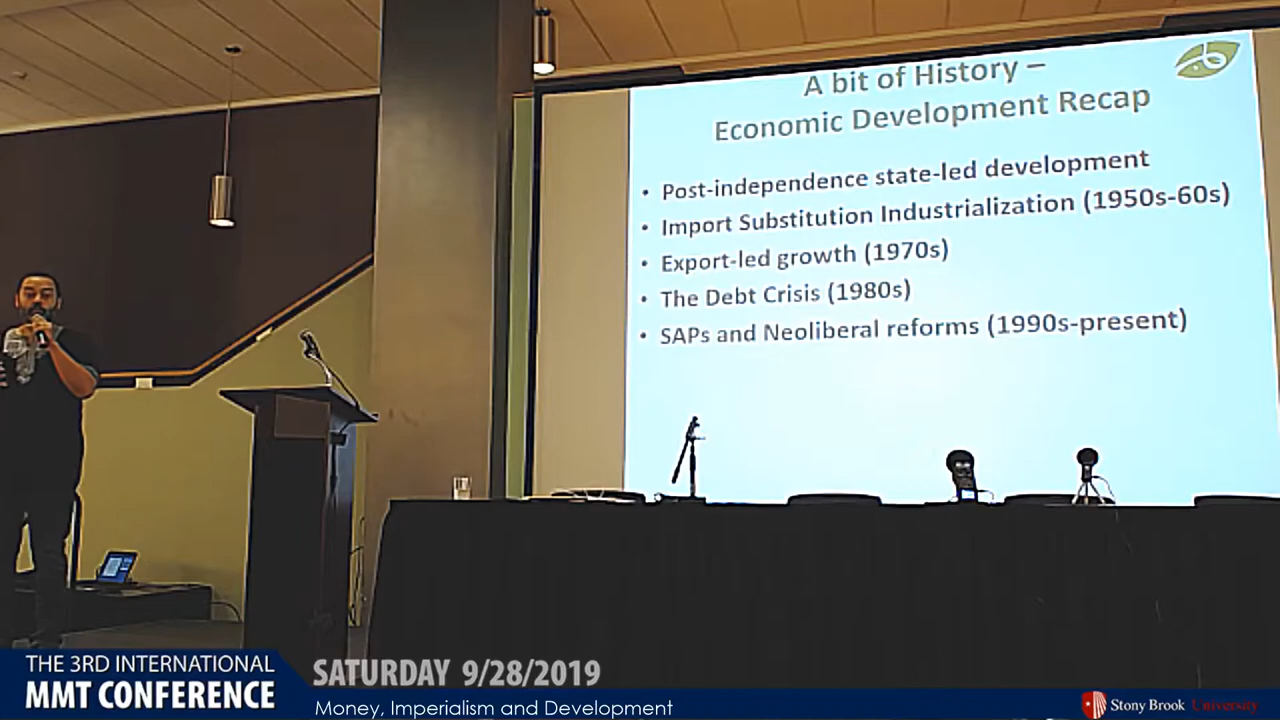 A bit of History –
Economic Development Recap
• Post-independence state-led development
• Import Substitution Industrialization (1950s-60s)
• Export-led growth (1970s)
• The Debt Crisis (1980s)
• SAPs and Neoliberal reforms (1990s-present)
THE 3RD INTERNATIONAL
MMT CONFERENCE
SATURDAY 9/28/2019
Money, Imperialism and Development
Stony Brook University